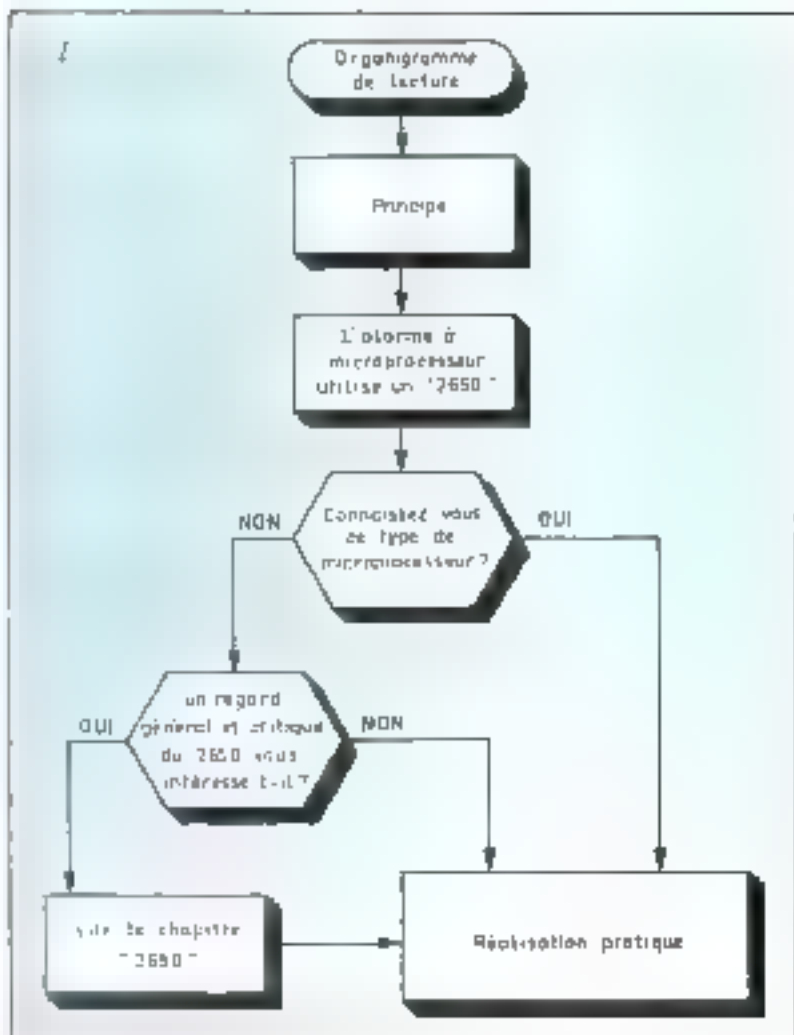 1
Organigramme
de lecture
Principe
L'alarme à
microprocesseur
utilise un "2650"
NON
Connaissez vous
ce type de
microprocesseur ?
OUI
OUI
un regard
général et critique
du 2650 vous
intéresse t-il ?
NON
chapitre
"2650"
Réalisation pratique